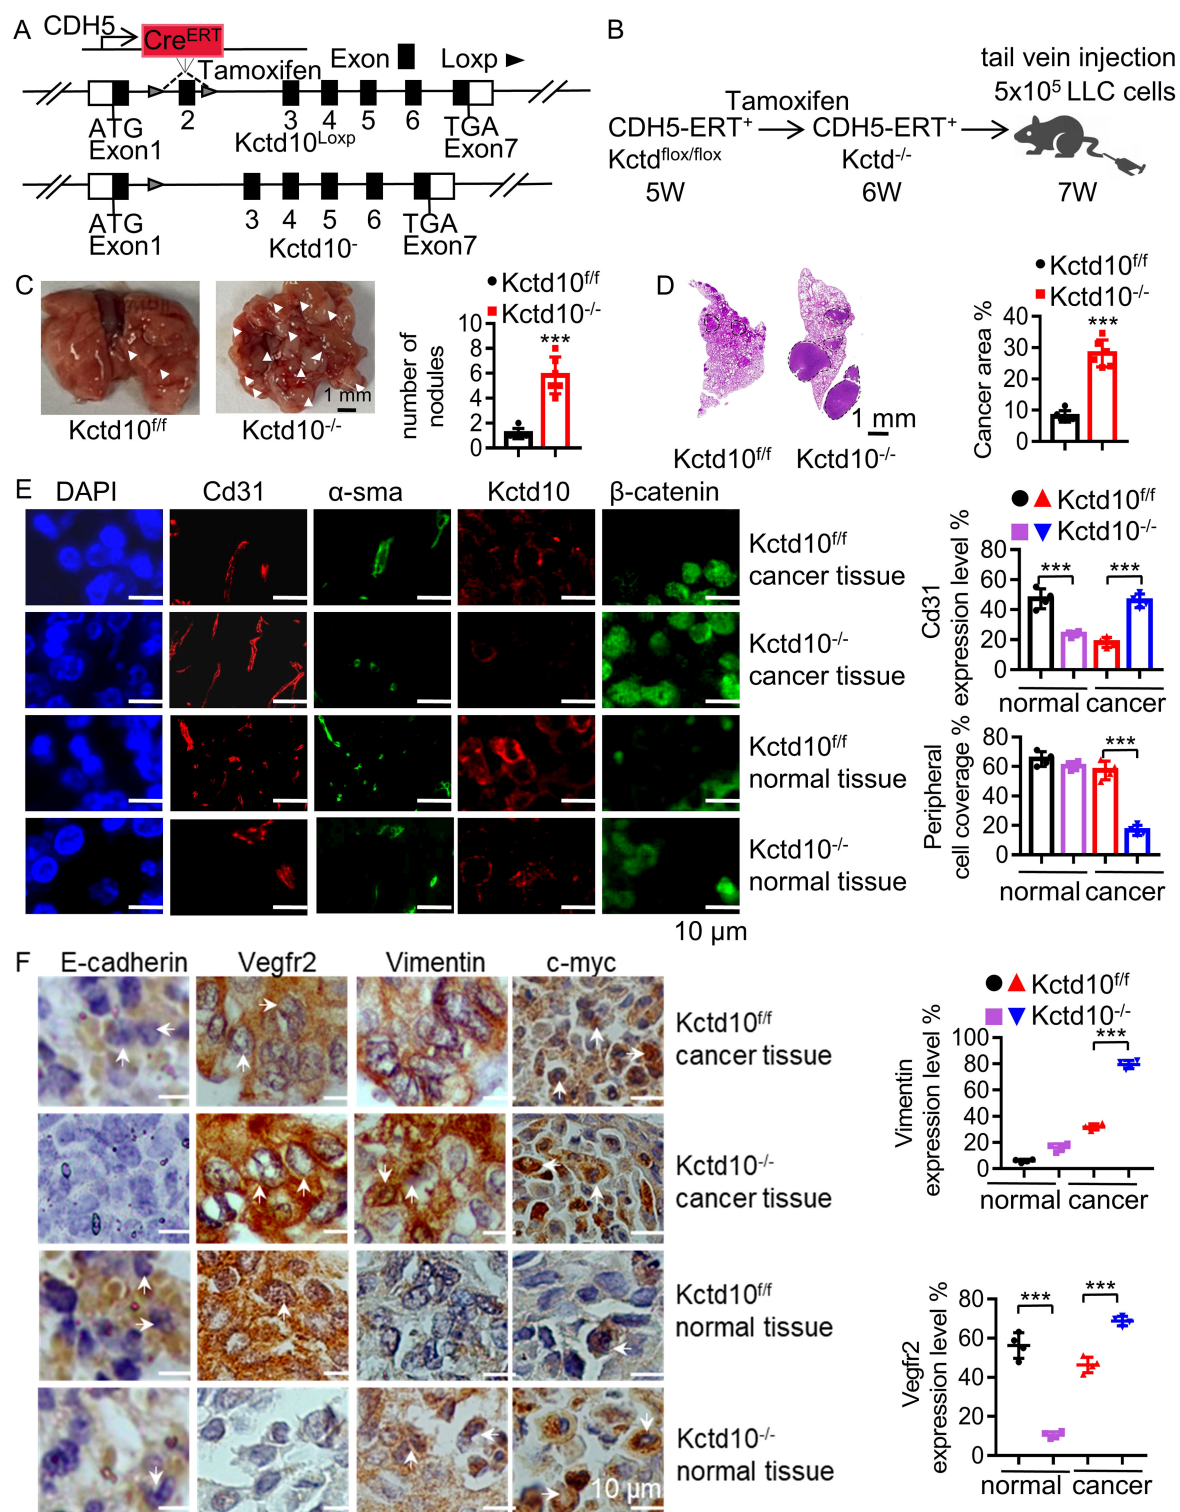 A
CDH5
Cre^ERT
Tamoxifen
Exon
Loxp
2 3 4 5 6
ATG
Exon1
Kctd10^Loxp
TGA
Exon7
3 4 5 6
ATG
Exon1
Kctd10^-
TGA
Exon7
B
tail vein injection
5x10^5 LLC cells
Tamoxifen
CDH5-ERT^+ CDH5-ERT^+
Kctd^flox/flox Kctd^-/-
5W 6W 7W
C
1 mm
Kctd10^f/f Kctd10^-/-
Kctd10^f/f
Kctd10^-/-
number of
nodules
10
8
6
4
2
0
***
D
1 mm
Kctd10^f/f Kctd10^-/-
Kctd10^f/f
Kctd10^-/-
Cancer area %
40
30
20
10
0
***
E
DAPI Cd31 α-sma Kctd10 β-catenin
Kctd10^f/f
cancer tissue
Kctd10^-/-
cancer tissue
Kctd10^f/f
normal tissue
Kctd10^-/-
normal tissue
10 μm
Kctd10^f/f
Kctd10^-/-
Cd31
expression level %
80
60
40
20
0
*** ***
normal cancer
Peripheral
cell coverage %
80
60
40
20
0
***
normal cancer
F
E-cadherin Vegfr2 Vimentin c-myc
Kctd10^f/f
cancer tissue
Kctd10^-/-
cancer tissue
Kctd10^f/f
normal tissue
Kctd10^-/-
normal tissue
10 μm
Kctd10^f/f
Kctd10^-/-
Vimentin
expression level %
100
80
60
40
20
0
***
normal cancer
Vegfr2
expression level %
80
60
40
20
0
*** ***
normal cancer